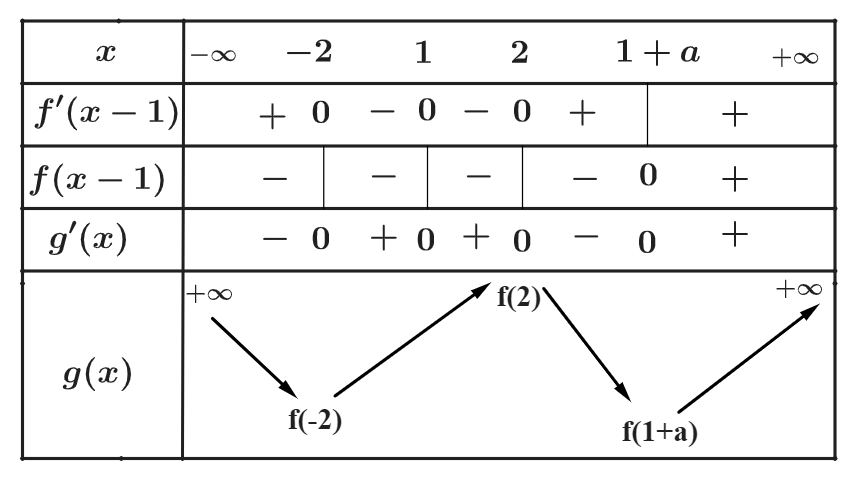 x −∞ −2 1 2 1 + a +∞
f′(x − 1) + 0 − 0 − 0 + +
f(x − 1) − − − − 0 +
g′(x) − 0 + 0 + 0 − 0 +
+∞ f(2) +∞
g(x)
f(-2) f(1+a)